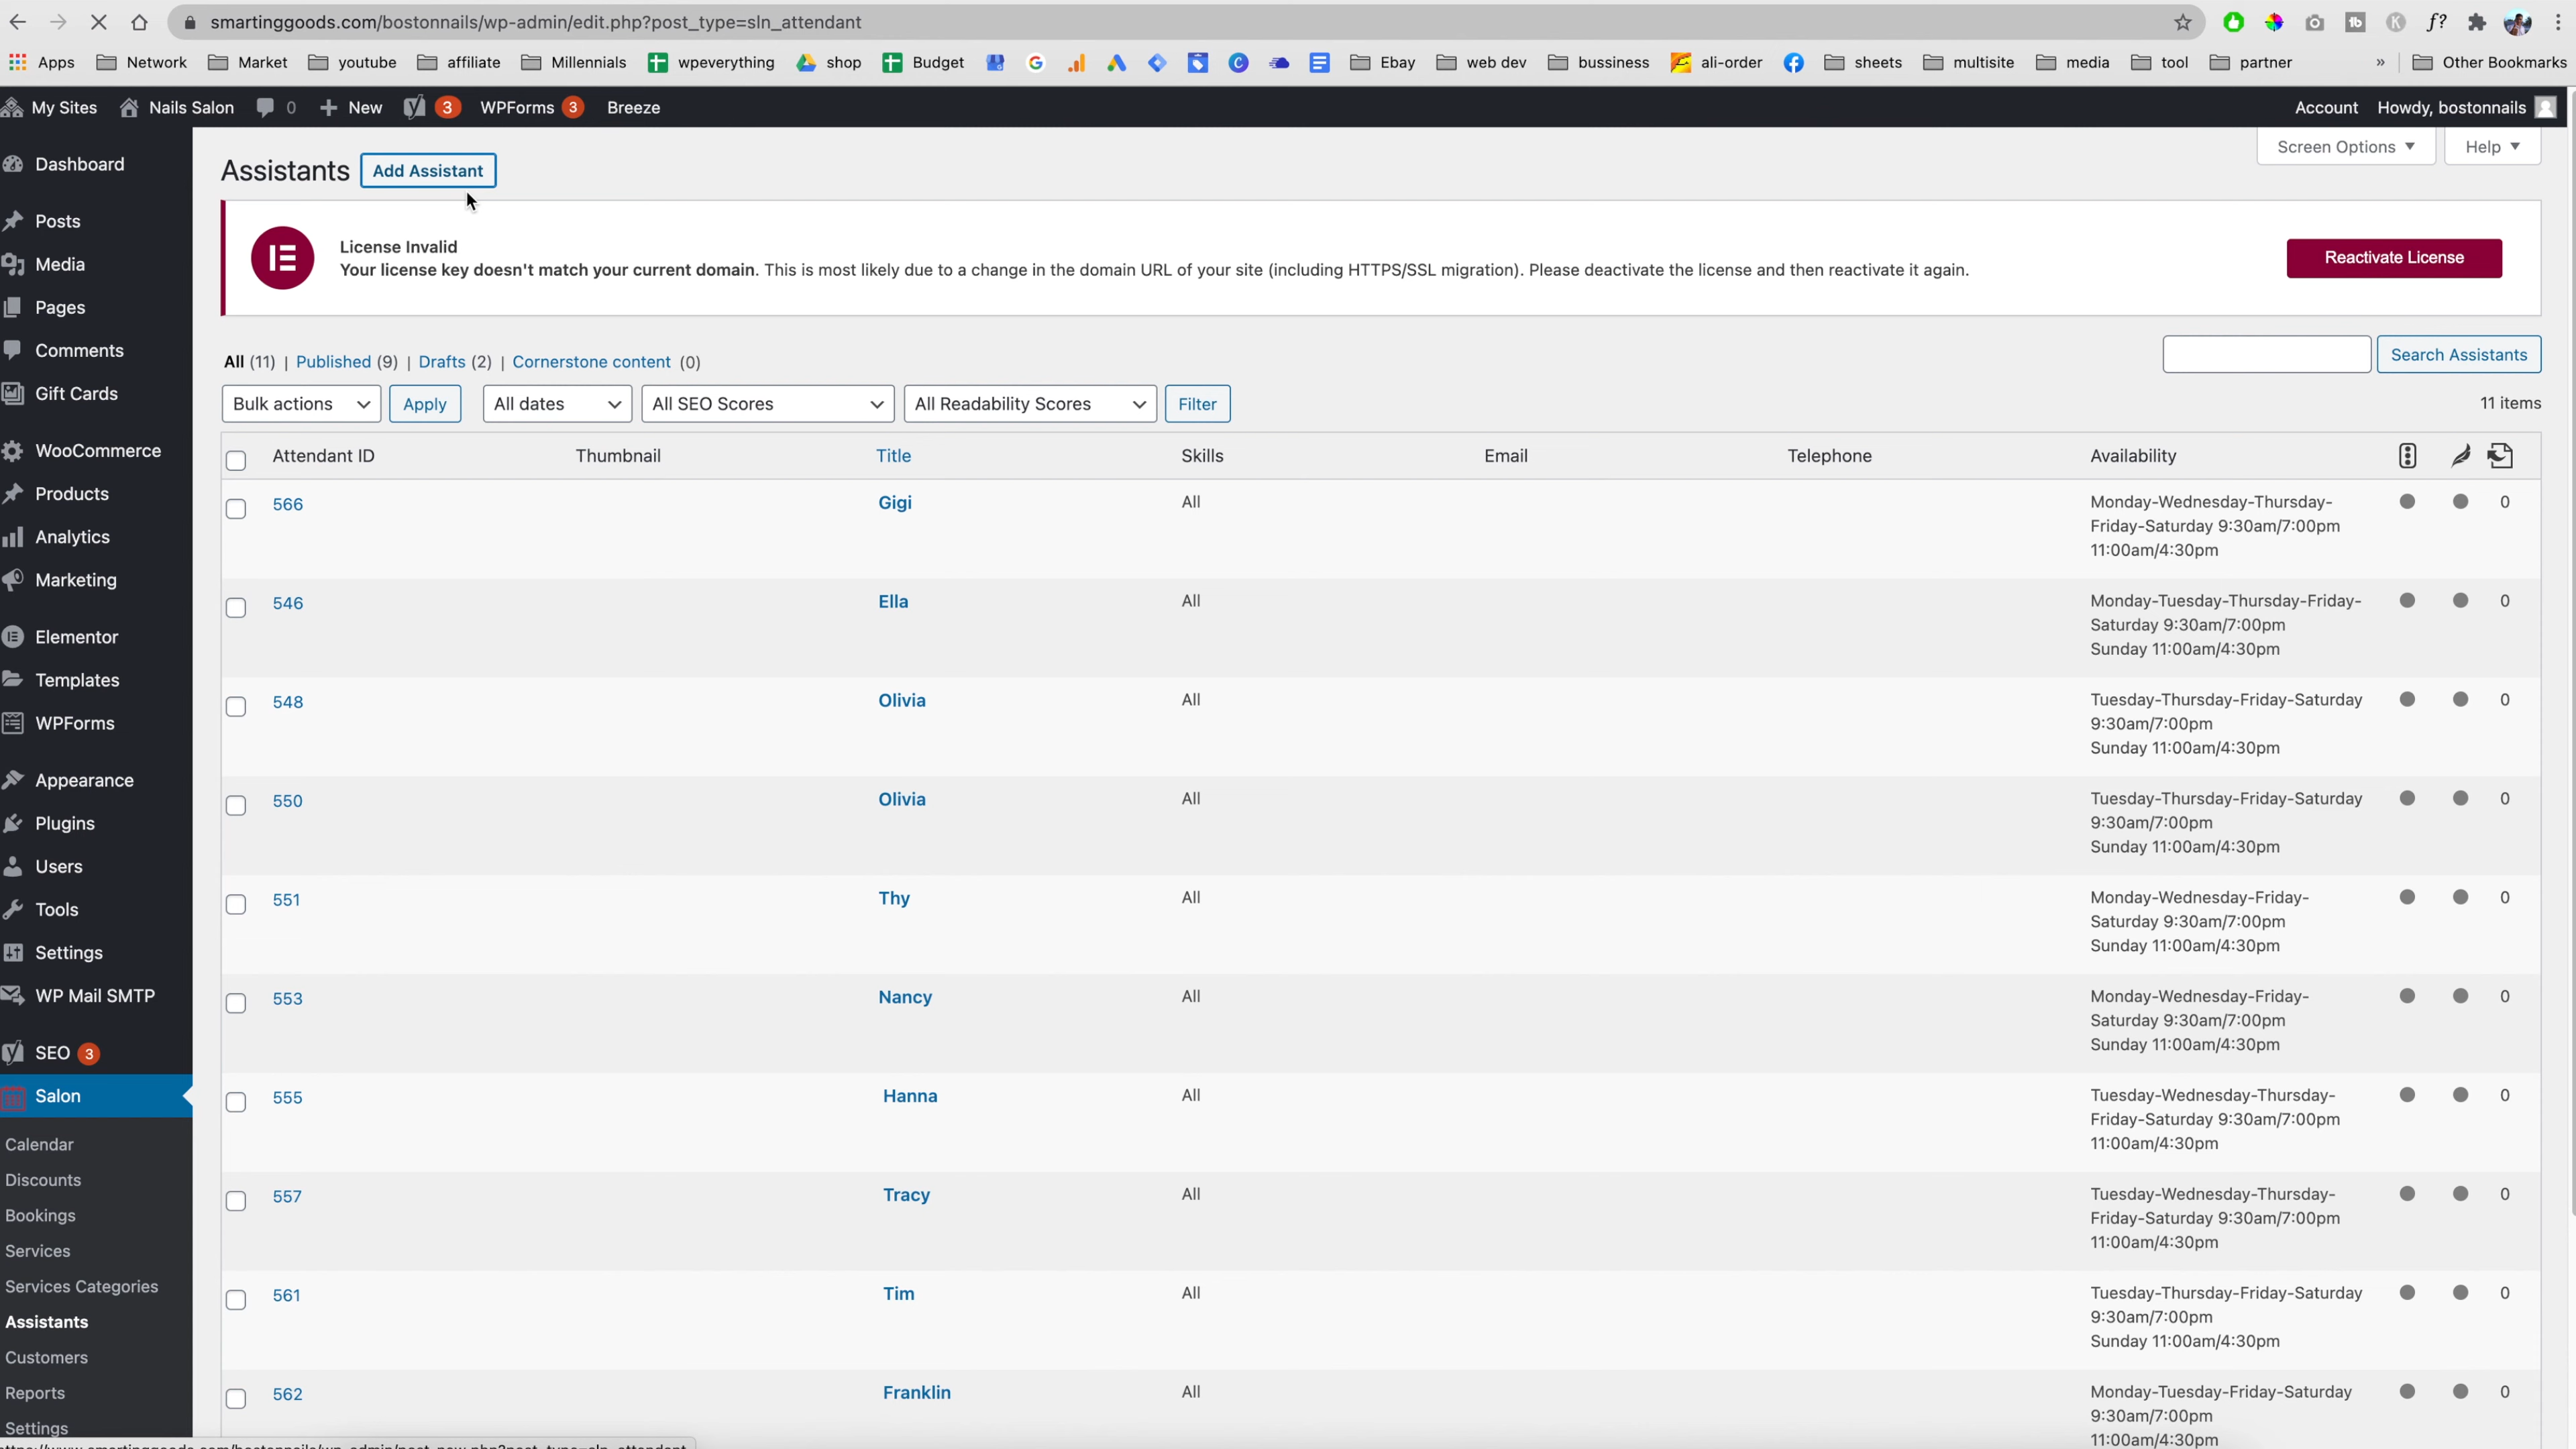 smartinggoods.com/bostonnails/wp-admin/edit.php?post_type=sln_attendant
Apps Network Market youtube affiliate Millennials wpeverything shop Budget Ebay web dev bussiness ali-order sheets multisite media tool partner » Other Bookmarks
My Sites Nails Salon 0 New 3 WPForms 3 Breeze Account Howdy, bostonnails
Dashboard
Posts
Media
Pages
Comments
Gift Cards
WooCommerce
Products
Analytics
Marketing
Elementor
Templates
WPForms
Appearance
Plugins
Users
Tools
Settings
WP Mail SMTP
SEO 3
Salon
Calendar
Discounts
Bookings
Services
Services Categories
Assistants
Customers
Reports
Settings
Assistants Add Assistant
Screen Options Help
License Invalid
Your license key doesn't match your current domain. This is most likely due to a change in the domain URL of your site (including HTTPS/SSL migration). Please deactivate the license and then reactivate it again.
Reactivate License
All (11) | Published (9) | Drafts (2) | Cornerstone content (0)
Search Assistants
Bulk actions Apply All dates All SEO Scores All Readability Scores Filter 11 items
Attendant ID Thumbnail Title Skills Email Telephone Availability
566 Gigi All Monday-Wednesday-Thursday- 0
Friday-Saturday 9:30am/7:00pm
11:00am/4:30pm
546 Ella All Monday-Tuesday-Thursday-Friday- 0
Saturday 9:30am/7:00pm
Sunday 11:00am/4:30pm
548 Olivia All Tuesday-Thursday-Friday-Saturday 0
9:30am/7:00pm
Sunday 11:00am/4:30pm
550 Olivia All Tuesday-Thursday-Friday-Saturday 0
9:30am/7:00pm
Sunday 11:00am/4:30pm
551 Thy All Monday-Wednesday-Friday- 0
Saturday 9:30am/7:00pm
Sunday 11:00am/4:30pm
553 Nancy All Monday-Wednesday-Friday- 0
Saturday 9:30am/7:00pm
Sunday 11:00am/4:30pm
555 Hanna All Tuesday-Wednesday-Thursday- 0
Friday-Saturday 9:30am/7:00pm
11:00am/4:30pm
557 Tracy All Tuesday-Wednesday-Thursday- 0
Friday-Saturday 9:30am/7:00pm
11:00am/4:30pm
561 Tim All Tuesday-Thursday-Friday-Saturday 0
9:30am/7:00pm
Sunday 11:00am/4:30pm
562 Franklin All Monday-Tuesday-Friday-Saturday 0
9:30am/7:00pm
11:00am/4:30pm